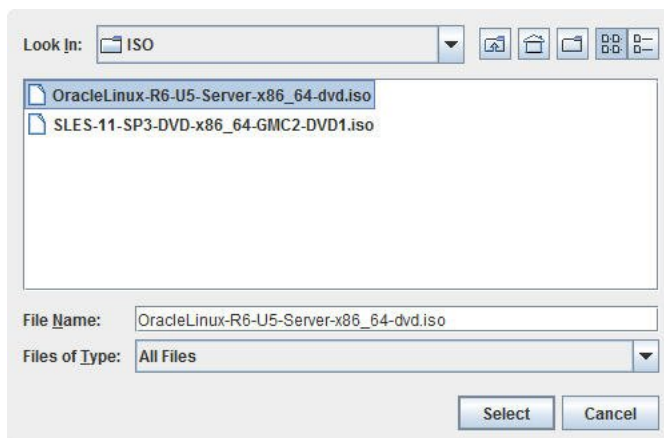 Look In: ISO
OracleLinux-R6-U5-Server-x86_64-dvd.iso
SLES-11-SP3-DVD-x86_64-GMC2-DVD1.iso
File Name: OracleLinux-R6-U5-Server-x86_64-dvd.iso
Files of Type: All Files
Select Cancel